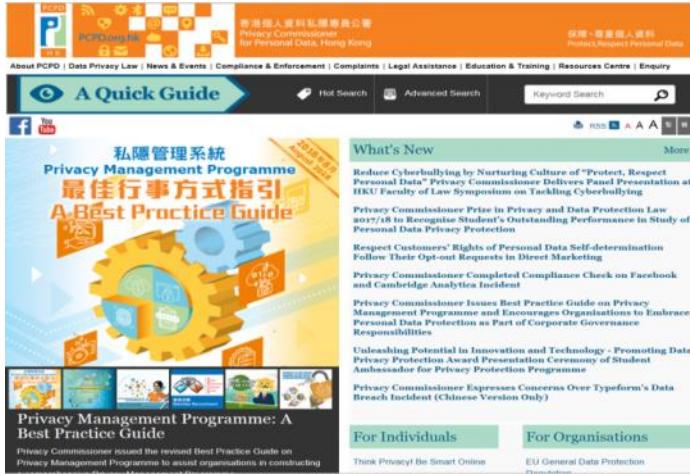 PCPD
H K
PCPD.org.hk
香港個人資料私隱專員公署
Privacy Commissioner
for Personal Data, Hong Kong
保障、尊重個人資料
Protect,Respect Personal Data
About PCPD | Data Privacy Law | News & Events | Compliance & Enforcement | Complaints | Legal Assistance | Education & Training | Resources Centre | Enquiry
A Quick Guide
Hot Search
Advanced Search
Keyword Search
f
You
Tube
RSS
A A A
繁
私隱管理系統
Privacy Management Programme
最佳行事方式指引
A Best Practice Guide
2018年8月
August 2018
What's New
More
Reduce Cyberbullying by Nurturing Culture of "Protect, Respect
Personal Data" Privacy Commissioner Delivers Panel Presentation at
HKU Faculty of Law Symposium on Tackling Cyberbullying
Privacy Commissioner Prize in Privacy and Data Protection Law
2017/18 to Recognise Student's Outstanding Performance in Study of
Personal Data Privacy Protection
Respect Customers' Rights of Personal Data Self-determination
Follow Their Opt-out Requests in Direct Marketing
Privacy Commissioner Completed Compliance Check on Facebook
and Cambridge Analytica Incident
Privacy Commissioner Issues Best Practice Guide on Privacy
Management Programme and Encourages Organisations to Embrace
Personal Data Protection as Part of Corporate Governance
Responsibilities
Unleashing Potential in Innovation and Technology - Promoting Data
Privacy Protection Award Presentation Ceremony of Student
Ambassador for Privacy Protection Programme
Privacy Commissioner Expresses Concerns Over Typeform's Data
Breach Incident (Chinese Version Only)
Privacy Management Programme: A
Best Practice Guide
Privacy Commissioner issued the revised Best Practice Guide on
Privacy Management Programme to assist organisations in constructing
For Individuals
Think Privacy! Be Smart Online
For Organisations
EU General Data Protection